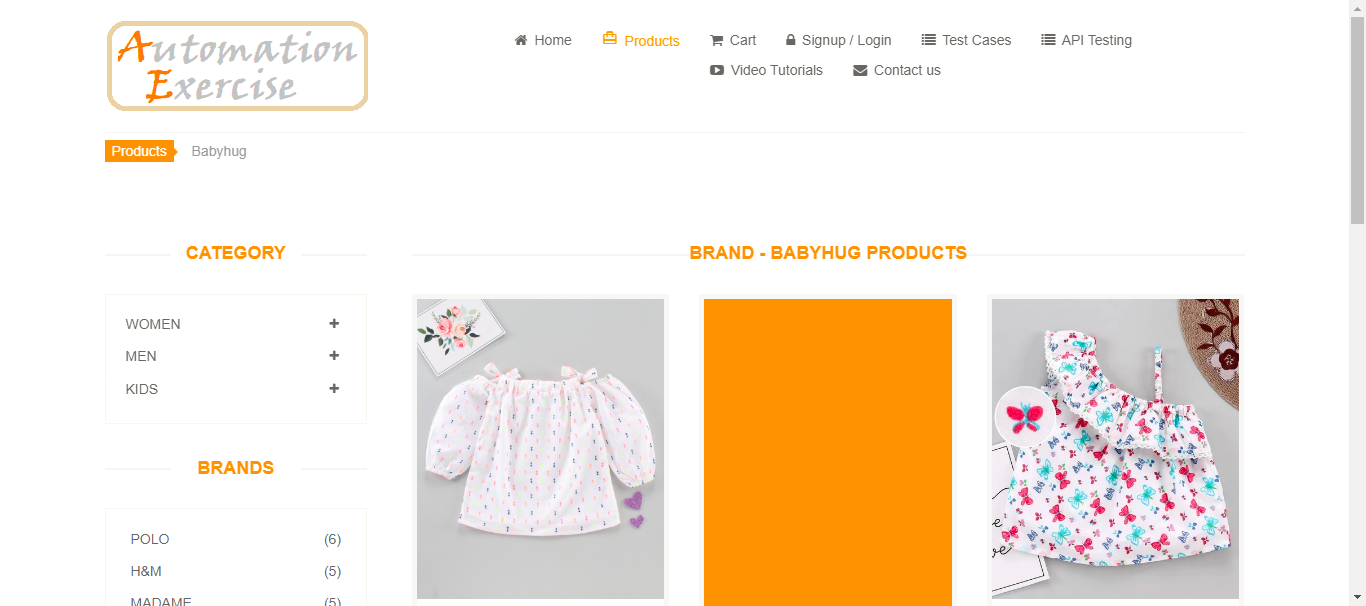 Automation
Exercise
Home
Products
Cart
Signup / Login
Test Cases
API Testing
Video Tutorials
Contact us
Products
Babyhug
CATEGORY
WOMEN
MEN
KIDS
BRANDS
POLO (6)
H&M (5)
MADAME (5)
BRAND - BABYHUG PRODUCTS